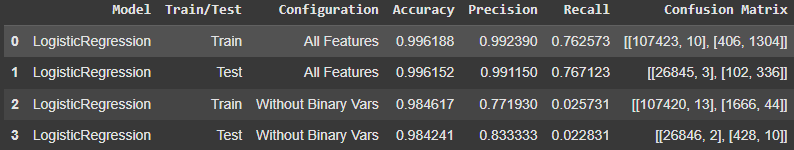 Model Train/Test Configuration Accuracy Precision Recall Confusion Matrix
0 LogisticRegression Train All Features 0.996188 0.992390 0.762573 [[107423, 10], [406, 1304]]
1 LogisticRegression Test All Features 0.996152 0.991150 0.767123 [[26845, 3], [102, 336]]
2 LogisticRegression Train Without Binary Vars 0.984617 0.771930 0.025731 [[107420, 13], [1666, 44]]
3 LogisticRegression Test Without Binary Vars 0.984241 0.833333 0.022831 [[26846, 2], [428, 10]]